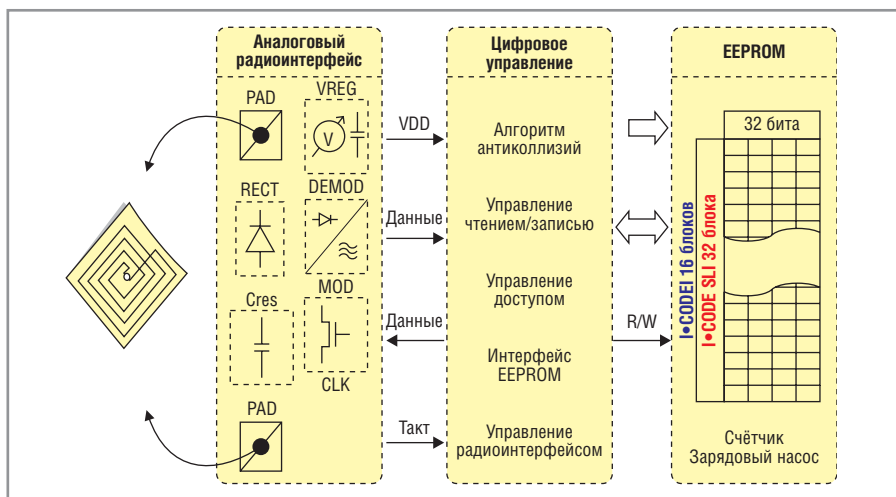 Аналоговый
радиоинтерфейс
PAD
VREG
V
RECT
DEMOD
Cres
MOD
CLK
PAD
VDD
Данные
Данные
Такт
Цифровое
управление
Алгоритм
антиколлизий
Управление
чтением/записью
Управление
доступом
Интерфейс
EEPROM
Управление
радиоинтерфейсом
R/W
EEPROM
32 бита
I•CODEI 16 блоков
I•CODE SLI 32 блока
Счётчик
Зарядовый насос